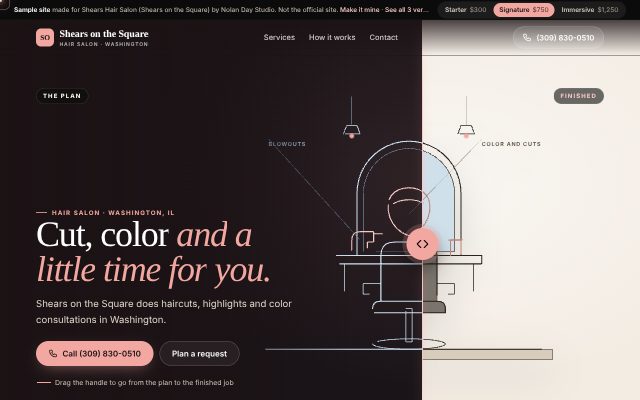 Sample site made for Shears Hair Salon (Shears on the Square) by Nolan Day Studio. Not the official site. Make it mine · See all 3 ver...
Starter $300
Signature $750
Immersive $1,250
SO
Shears on the Square
HAIR SALON · WASHINGTON
Services
How it works
Contact
(309) 830-0510
THE PLAN
FINISHED
BLOWOUTS
COLOR AND CUTS
HAIR SALON · WASHINGTON, IL
Cut, color and a
little time for you.
Shears on the Square does haircuts, highlights and color
consultations in Washington.
Call (309) 830-0510
Plan a request
Drag the handle to go from the plan to the finished job